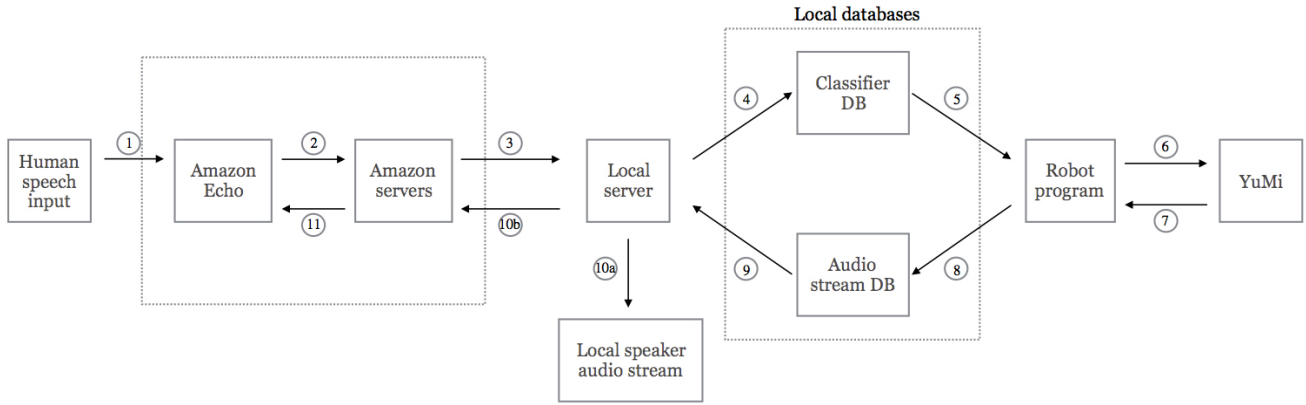 Local databases
Classifier
DB
4
5
1
2
3
6
Human
speech
input
Amazon
Echo
Amazon
servers
Local
server
Robot
program
YuMi
11
10b
7
10a
9
Audio
stream DB
8
Local speaker
audio stream